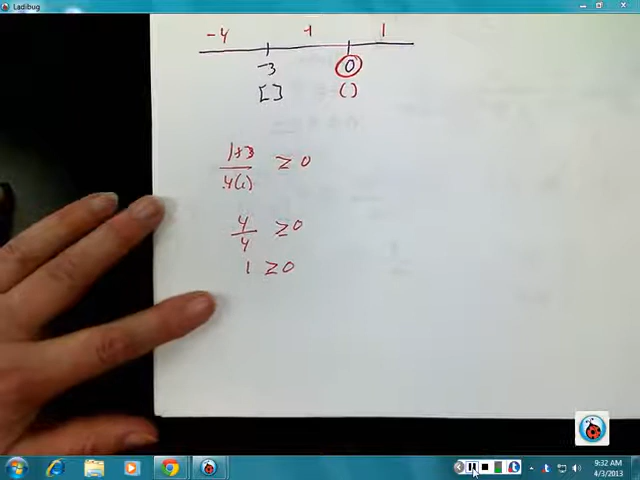 Ladibug
-4 -1 1
-3 0
[ ] ( )
1+3
4(1) ≥ 0
4
4 ≥ 0
1 ≥ 0
9:32 AM
4/3/2013